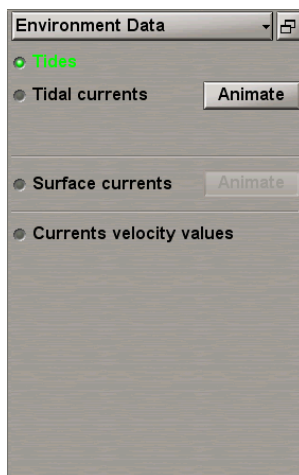 Environment Data
Tides
Tidal currents Animate
Surface currents Animate
Currents velocity values